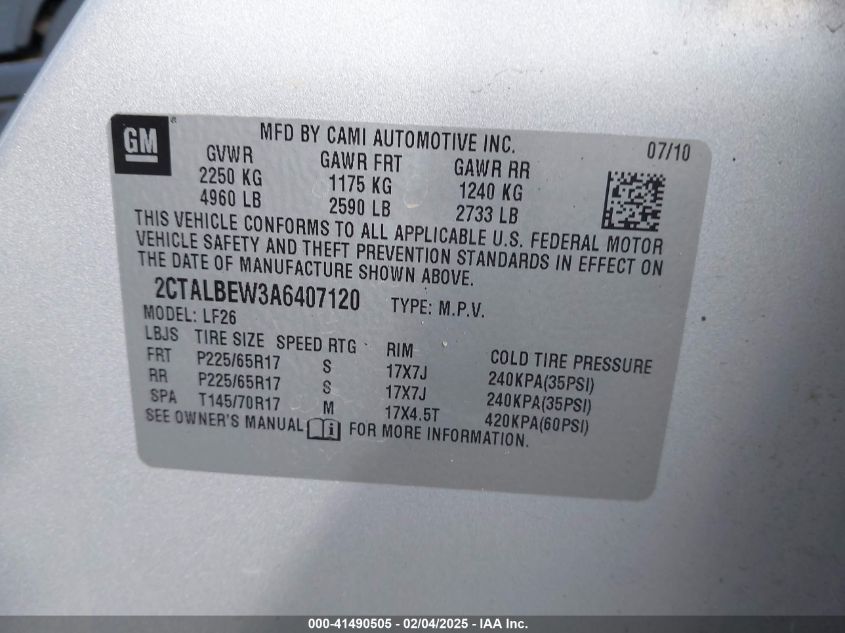 GM®
MFD BY CAMI AUTOMOTIVE INC. 07/10
GVWR GAWR FRT GAWR RR
2250 KG 1175 KG 1240 KG
4960 LB 2590 LB 2733 LB
THIS VEHICLE CONFORMS TO ALL APPLICABLE U.S. FEDERAL MOTOR
VEHICLE SAFETY AND THEFT PREVENTION STANDARDS IN EFFECT ON
THE DATE OF MANUFACTURE SHOWN ABOVE.
2CTALBEW3A6407120 TYPE: M.P.V.
MODEL: LF26
LBJS TIRE SIZE SPEED RTG RIM COLD TIRE PRESSURE
FRT P225/65R17 S 17X7J 240KPA(35PSI)
RR P225/65R17 S 17X7J 240KPA(35PSI)
SPA T145/70R17 M 17X4.5T 420KPA(60PSI)
SEE OWNER'S MANUAL i FOR MORE INFORMATION.
000-41490505 - 02/04/2025 - IAAI Inc.